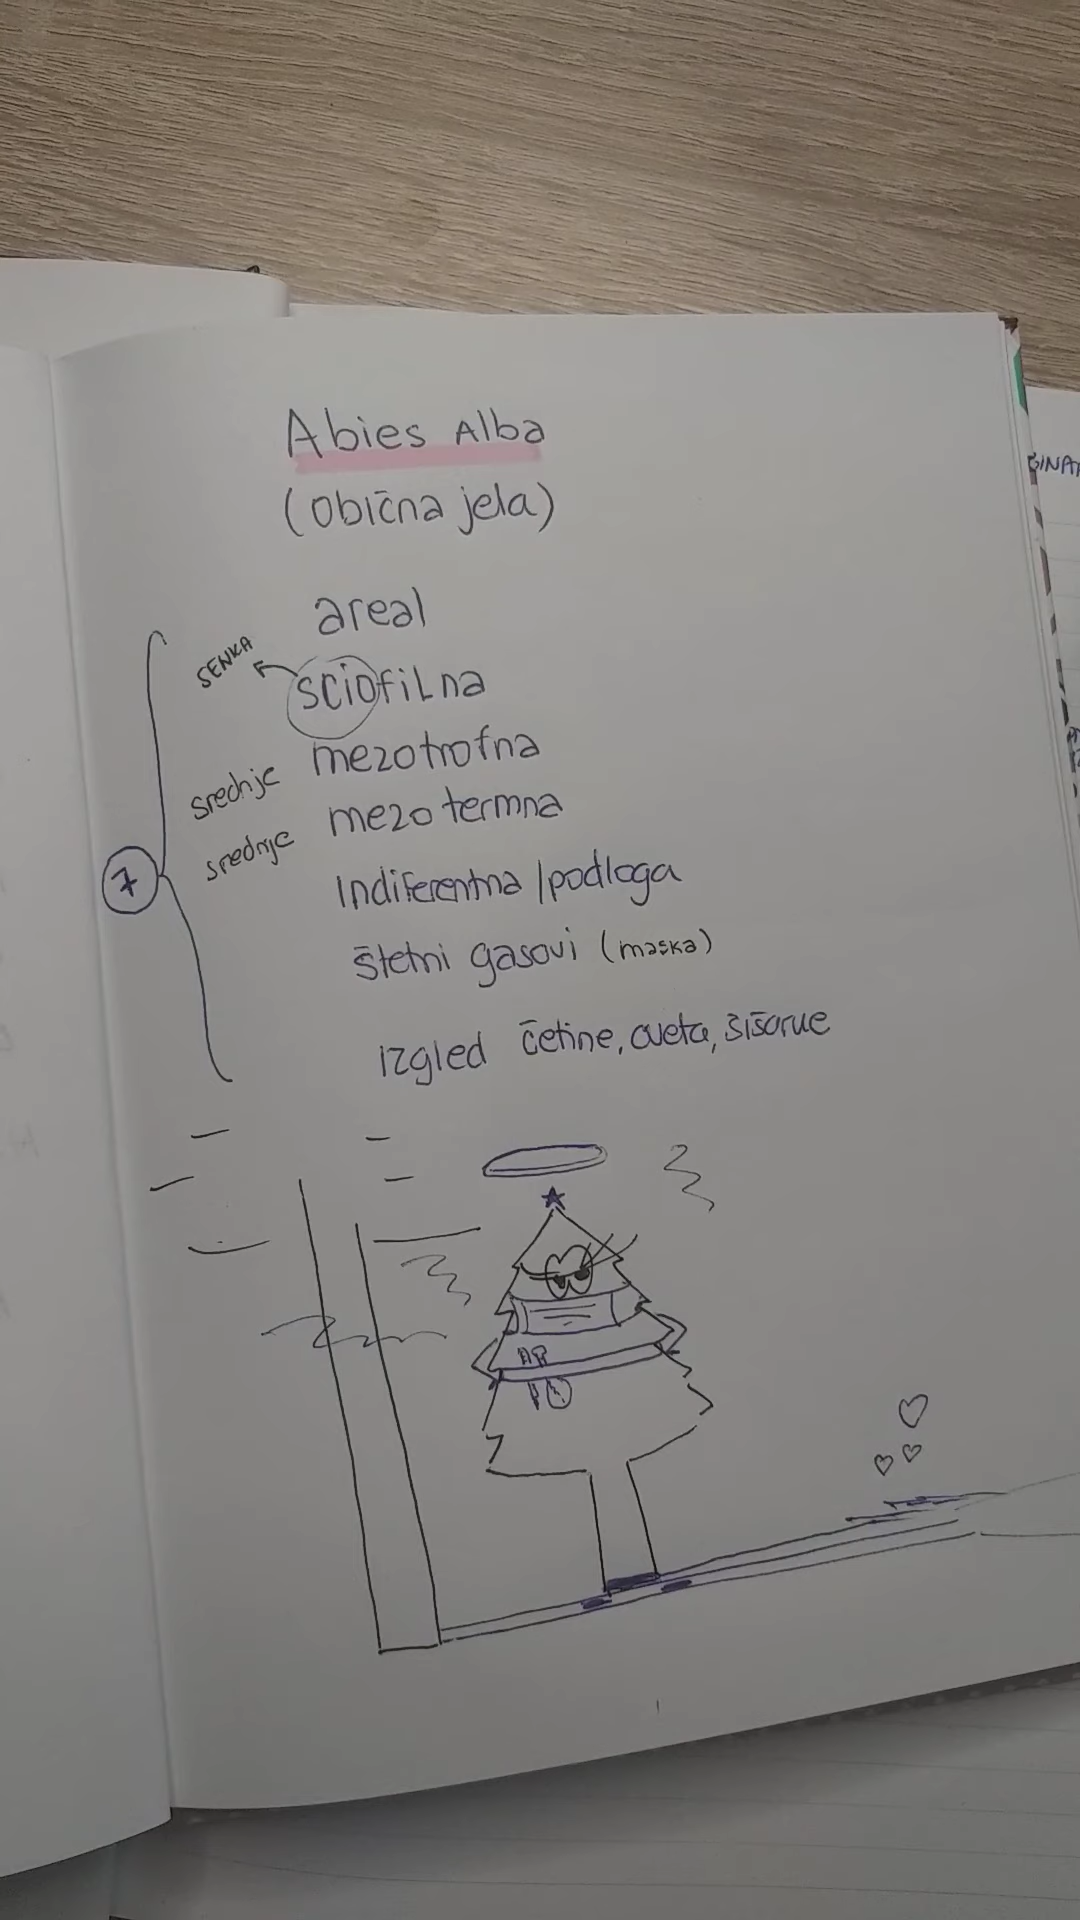 Abies Alba
(obična jela)
areal
SENKA
sciofilna
srednje mezotrofna
srednje mezotermna
Indiferentna / podloga
štetni gasovi (maska)
7
izgled četine, cveta, šišarve